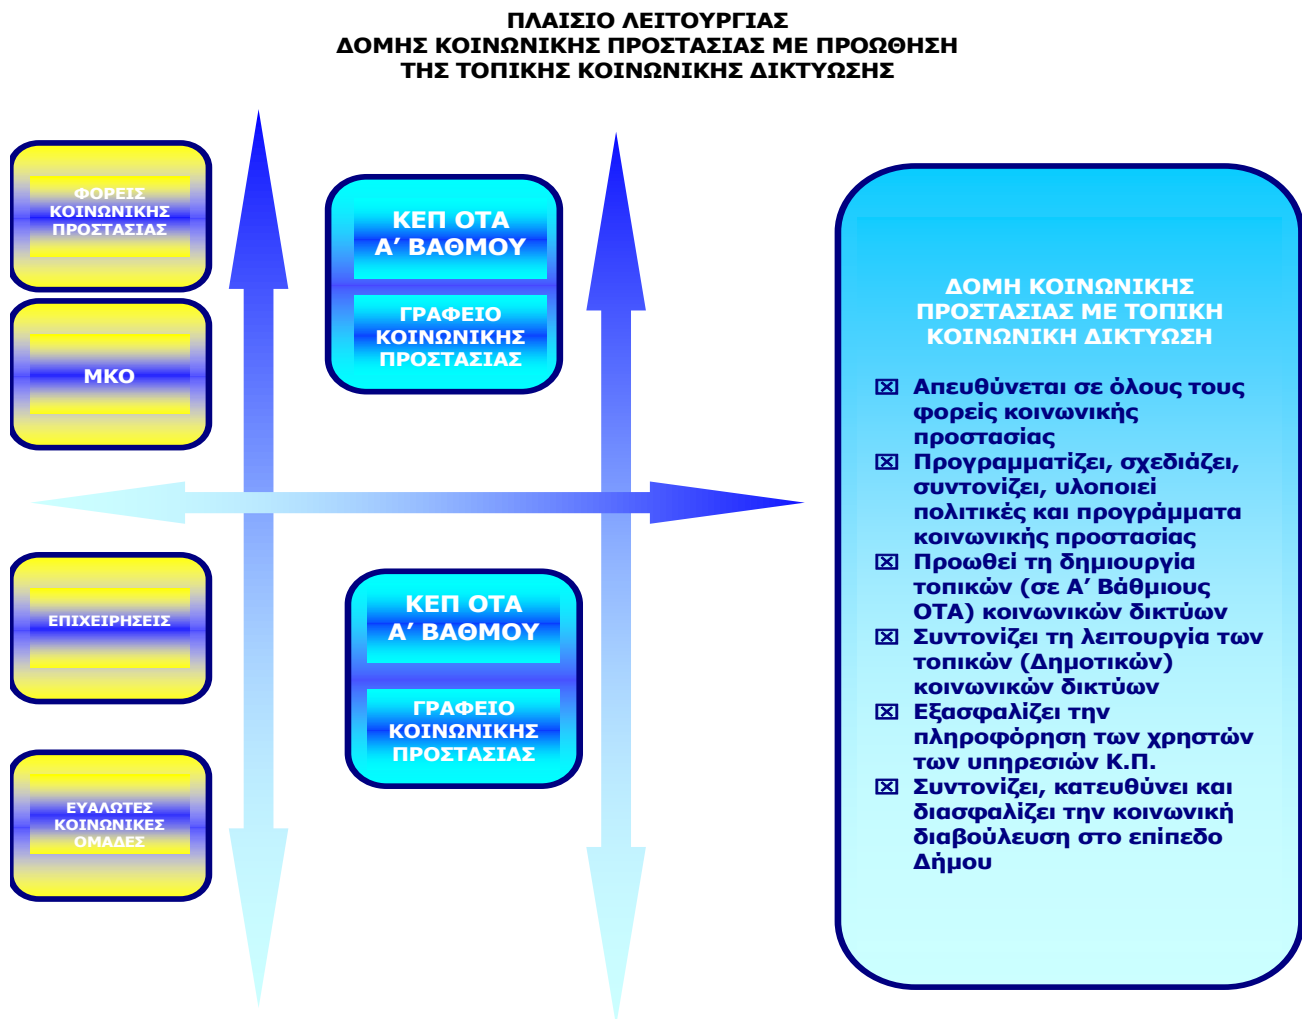 ΠΛΑΙΣΙΟ ΛΕΙΤΟΥΡΓΙΑΣ
ΔΟΜΗΣ ΚΟΙΝΩΝΙΚΗΣ ΠΡΟΣΤΑΣΙΑΣ ΜΕ ΠΡΟΩΘΗΣΗ
ΤΗΣ ΤΟΠΙΚΗΣ ΚΟΙΝΩΝΙΚΗΣ ΔΙΚΤΥΩΣΗΣ
ΦΟΡΕΙΣ
ΚΟΙΝΩΝΙΚΗΣ
ΠΡΟΣΤΑΣΙΑΣ
ΜΚΟ
ΕΠΙΧΕΙΡΗΣΕΙΣ
ΕΥΑΛΩΤΕΣ
ΚΟΙΝΩΝΙΚΕΣ
ΟΜΑΔΕΣ
ΚΕΠ ΟΤΑ
Α΄ ΒΑΘΜΟΥ
ΓΡΑΦΕΙΟ
ΚΟΙΝΩΝΙΚΗΣ
ΠΡΟΣΤΑΣΙΑΣ
ΚΕΠ ΟΤΑ
Α΄ ΒΑΘΜΟΥ
ΓΡΑΦΕΙΟ
ΚΟΙΝΩΝΙΚΗΣ
ΠΡΟΣΤΑΣΙΑΣ
ΔΟΜΗ ΚΟΙΝΩΝΙΚΗΣ
ΠΡΟΣΤΑΣΙΑΣ ΜΕ ΤΟΠΙΚΗ
ΚΟΙΝΩΝΙΚΗ ΔΙΚΤΥΩΣΗ
☒ Απευθύνεται σε όλους τους
φορείς κοινωνικής
προστασίας
☒ Προγραμματίζει, σχεδιάζει,
συντονίζει, υλοποιεί
πολιτικές και προγράμματα
κοινωνικής προστασίας
☒ Προωθεί τη δημιουργία
τοπικών (σε Α΄ Βάθμιους
ΟΤΑ) κοινωνικών δικτύων
☒ Συντονίζει τη λειτουργία των
τοπικών (Δημοτικών)
κοινωνικών δικτύων
☒ Εξασφαλίζει την
πληροφόρηση των χρηστών
των υπηρεσιών Κ.Π.
☒ Συντονίζει, κατευθύνει και
διασφαλίζει την κοινωνική
διαβούλευση στο επίπεδο
Δήμου